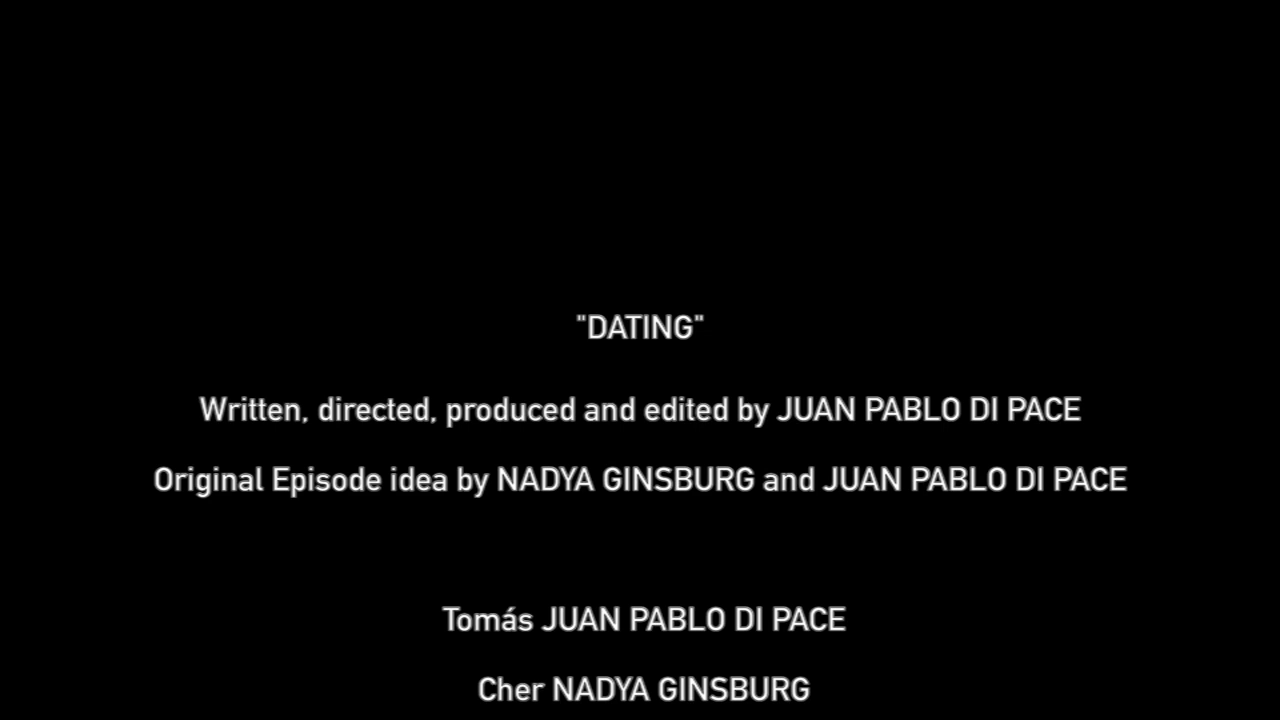 "DATING"
Written, directed, produced and edited by JUAN PABLO DI PACE
Original Episode idea by NADYA GINSBURG and JUAN PABLO DI PACE
Tomás JUAN PABLO DI PACE
Cher NADYA GINSBURG